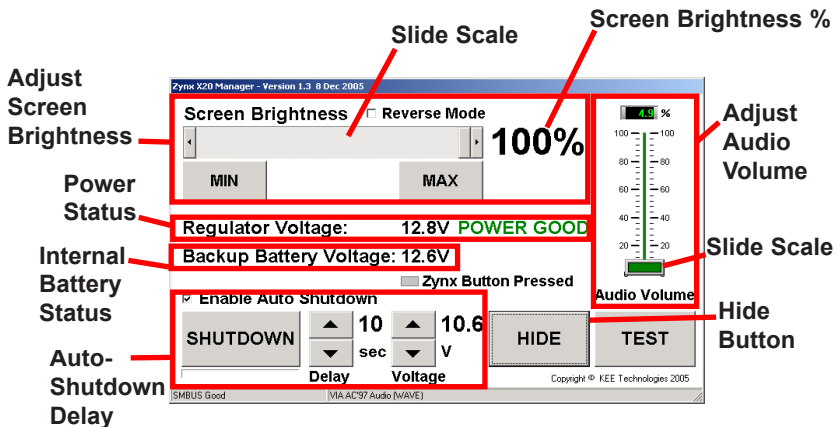 Slide Scale
Screen Brightness %
Adjust
Screen
Brightness
Zynx X20 Manager - Version 1.3 8 Dec 2005
Screen Brightness
Reverse Mode
100%
MIN
MAX
4.9 %
100 100
80 80
60 60
40 40
20 20
Audio Volume
Adjust
Audio
Volume
Power
Status
Regulator Voltage: 12.8V POWER GOOD
Internal
Battery
Status
Backup Battery Voltage: 12.6V
Slide Scale
Zynx Button Pressed
Enable Auto Shutdown
SHUTDOWN
10
sec
Delay
10.6
V
Voltage
HIDE
TEST
Hide
Button
Auto-
Shutdown
Delay
Copyright © KEE Technologies 2005
SMBUS Good
VIA AC'97 Audio (WAVE)